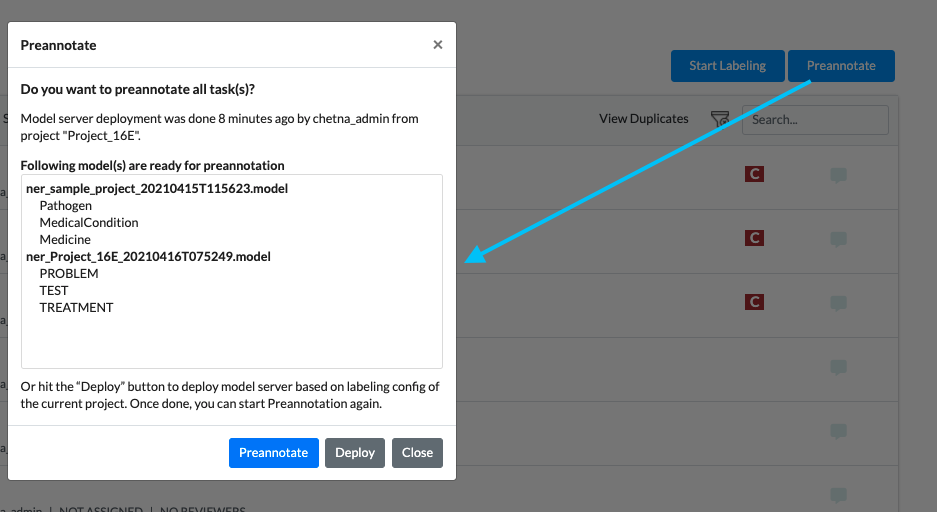 Preannotate ×
Do you want to preannotate all task(s)?
Model server deployment was done 8 minutes ago by chetna_admin from
project "Project_16E".
Following model(s) are ready for preannotation
ner_sample_project_20210415T115623.model
Pathogen
MedicalCondition
Medicine
ner_Project_16E_20210416T075249.model
PROBLEM
TEST
TREATMENT
Or hit the “Deploy” button to deploy model server based on labeling config of
the current project. Once done, you can start Preannotation again.
Preannotate Deploy Close
Start Labeling Preannotate
View Duplicates Search...
C
C
C
NOT ASSIGNED | NO REVIEWERS